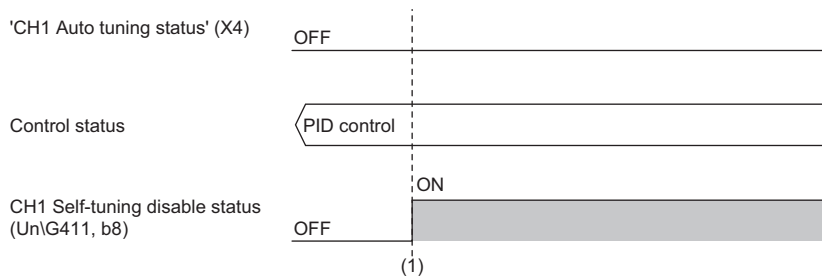 'CH1 Auto tuning status' (X4)
OFF
Control status
PID control
ON
CH1 Self-tuning disable status
(Un\G411, b8)
OFF
(1)